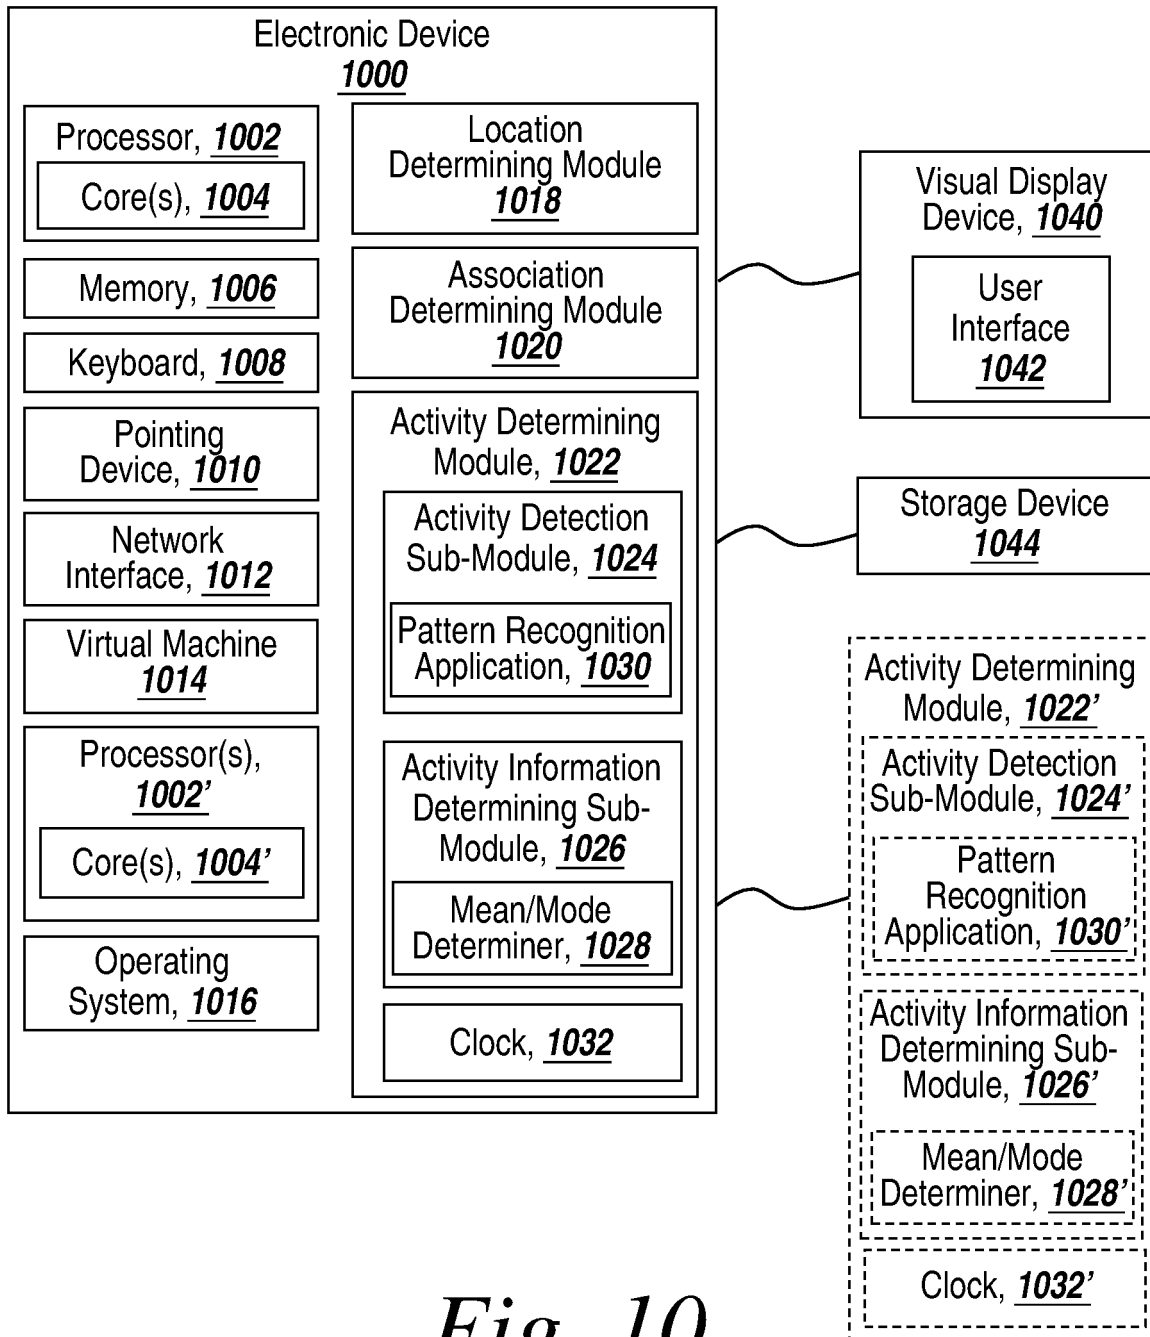 Electronic Device
1000
Processor, 1002
Core(s), 1004
Memory, 1006
Keyboard, 1008
Pointing
Device, 1010
Network
Interface, 1012
Virtual Machine
1014
Processor(s),
1002’
Core(s), 1004’
Operating
System, 1016
Location
Determining Module
1018
Association
Determining Module
1020
Activity Determining
Module, 1022
Activity Detection
Sub-Module, 1024
Pattern Recognition
Application, 1030
Activity Information
Determining Sub-
Module, 1026
Mean/Mode
Determiner, 1028
Clock, 1032
Visual Display
Device, 1040
User
Interface
1042
Storage Device
1044
Activity Determining
Module, 1022’
Activity Detection
Sub-Module, 1024’
Pattern
Recognition
Application, 1030’
Activity Information
Determining Sub-
Module, 1026’
Mean/Mode
Determiner, 1028’
Clock, 1032’
Fig. 10